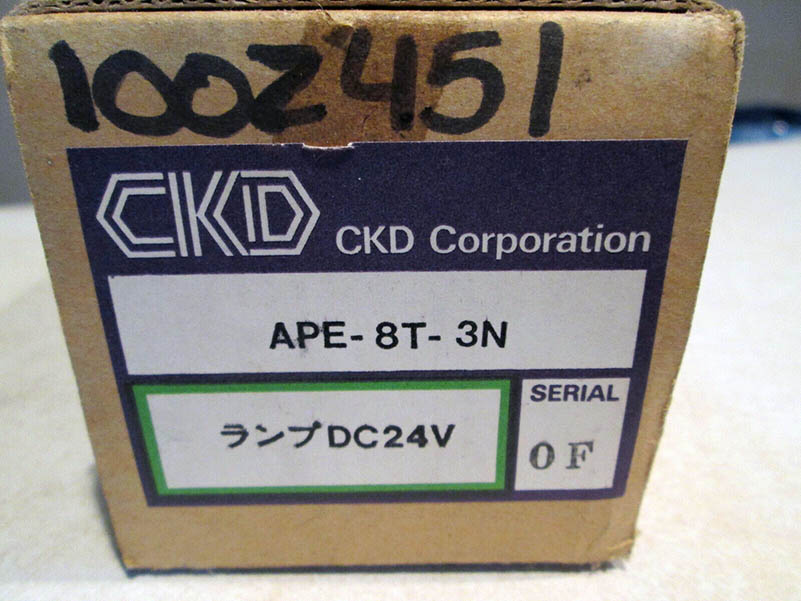 1002451
CKD
CKD Corporation
APE-8T-3N
ランプDC24V
SERIAL
0F